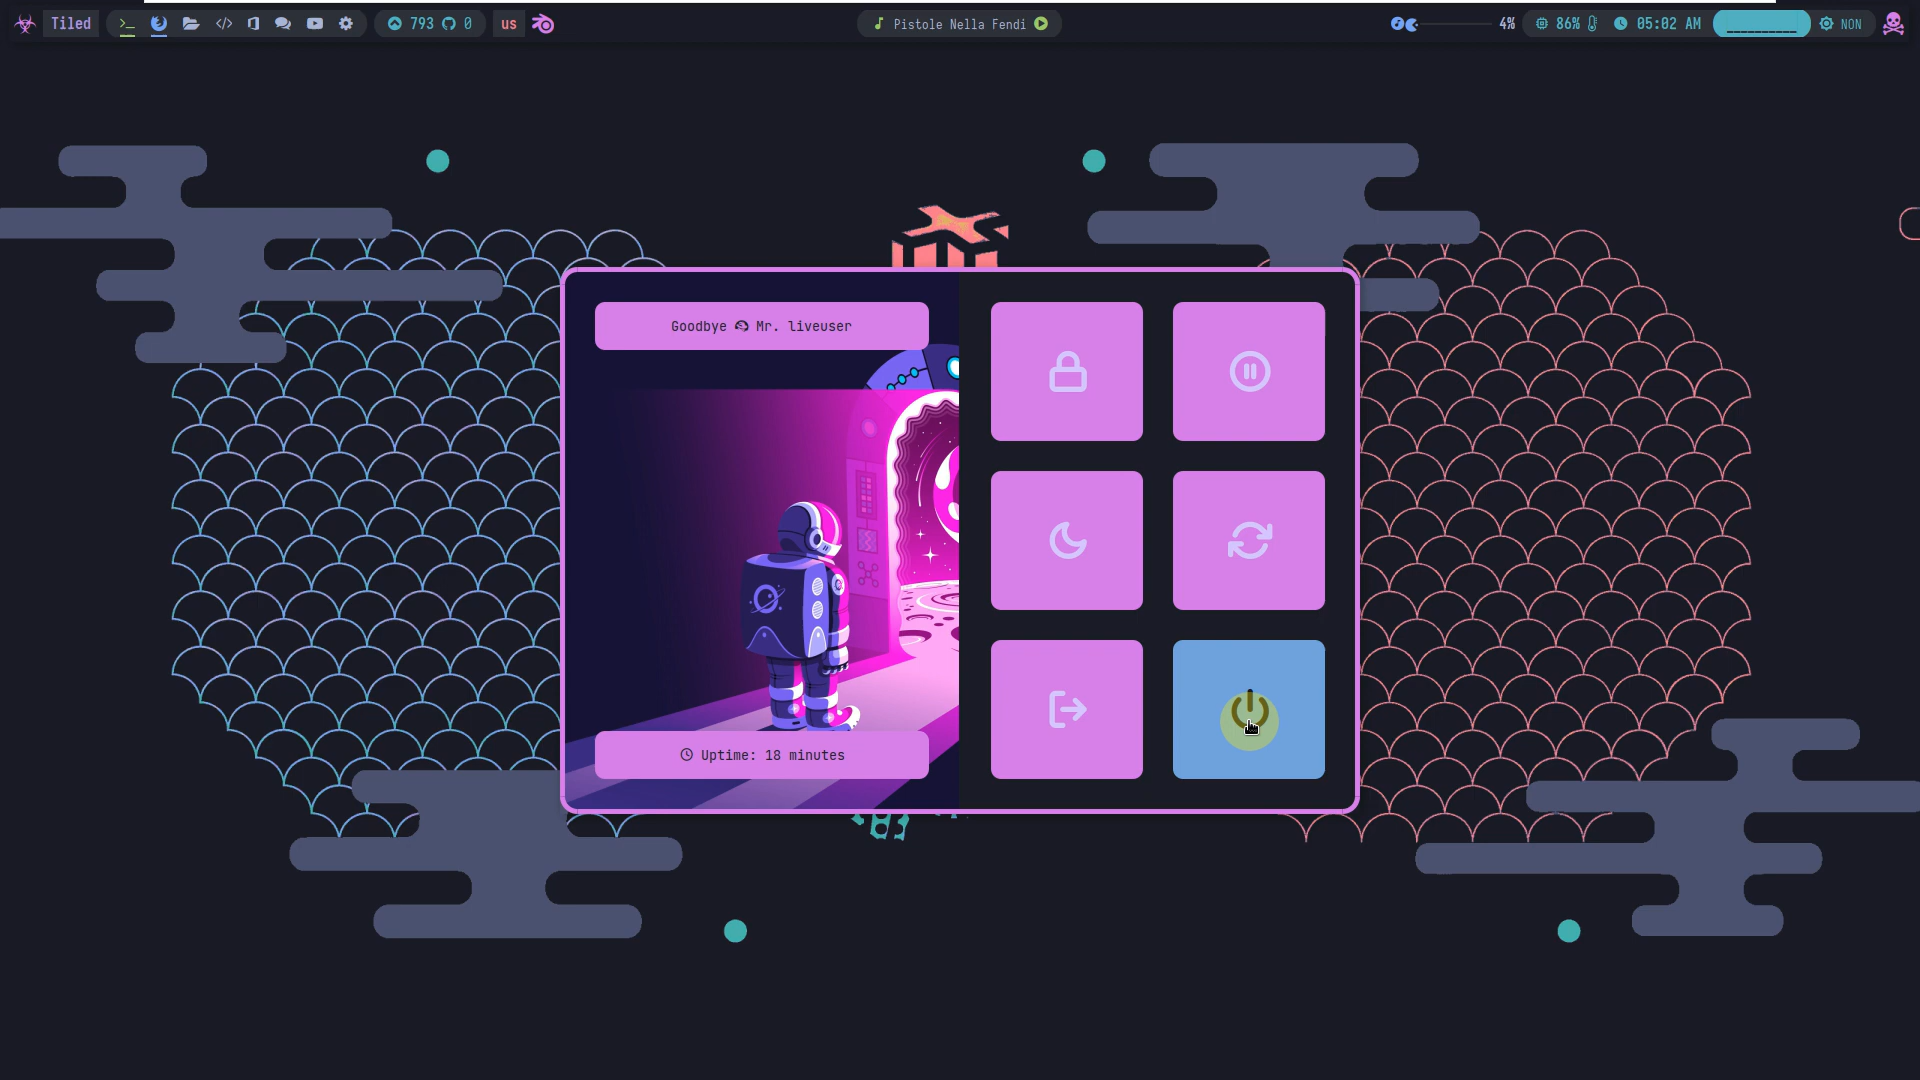 Tiled
793
0
us
Pistole Nella Fendi
4%
86%
05:02 AM
NON
Goodbye Mr. liveuser
Uptime: 18 minutes